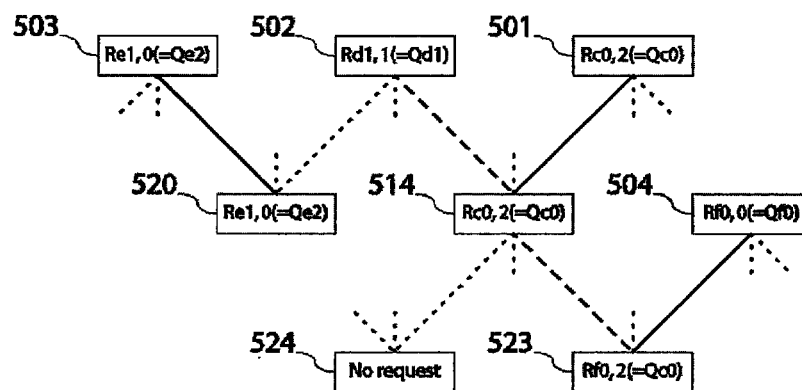 503 502 501
Re1,0(=Qe2) Rd1,1(=Qd1) Rc0,2(=Qc0)
520 514 504
Re1,0(=Qe2) Rc0,2(=Qc0) Rf0,0(=Qf0)
524 523
No request Rf0,2(=Qc0)